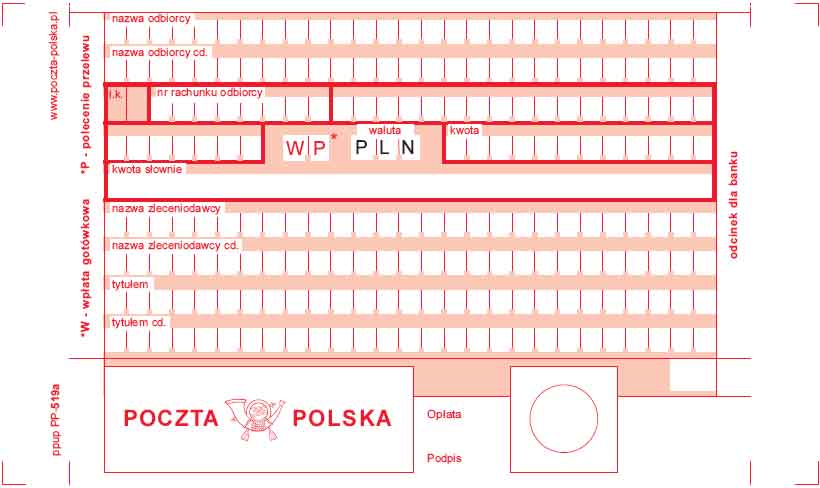 nazwa odbiorcy
nazwa odbiorcy cd.
l.k.
nr rachunku odbiorcy
W P *
waluta
P L N
kwota
kwota słownie
nazwa zleceniodawcy
nazwa zleceniodawcy cd.
tytułem
tytułem cd.
POCZTA POLSKA
Opłata
Podpis
www.poczta-polska.pl
*P - polecenie przelewu
*W - wpłata gotówkowa
ppup PP-519a
odcinek dla banku